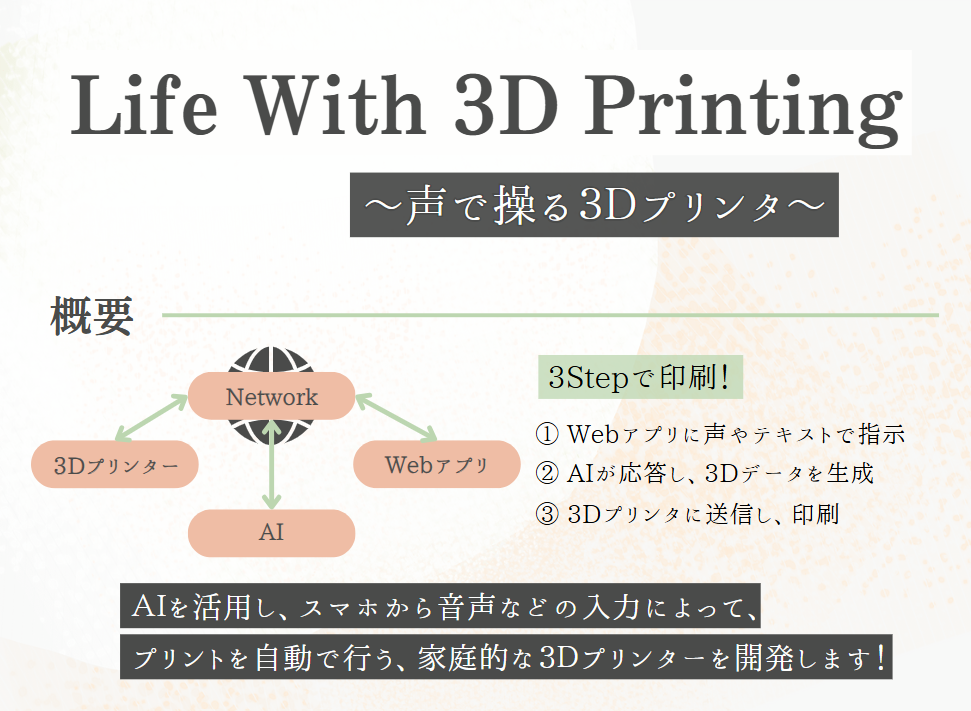 Life With 3D Printing
～声で操る3Dプリンタ～
概要
Network
3Dプリンター
Webアプリ
AI
3Stepで印刷！
① Webアプリに声やテキストで指示
② AIが応答し、3Dデータを生成
③ 3Dプリンタに送信し、印刷
AIを活用し、スマホから音声などの入力によって、
プリントを自動で行う、家庭的な3Dプリンターを開発します！